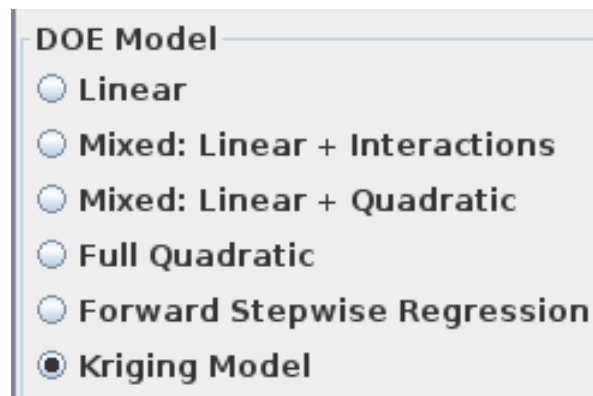 DOE Model
Linear
Mixed: Linear + Interactions
Mixed: Linear + Quadratic
Full Quadratic
Forward Stepwise Regression
Kriging Model